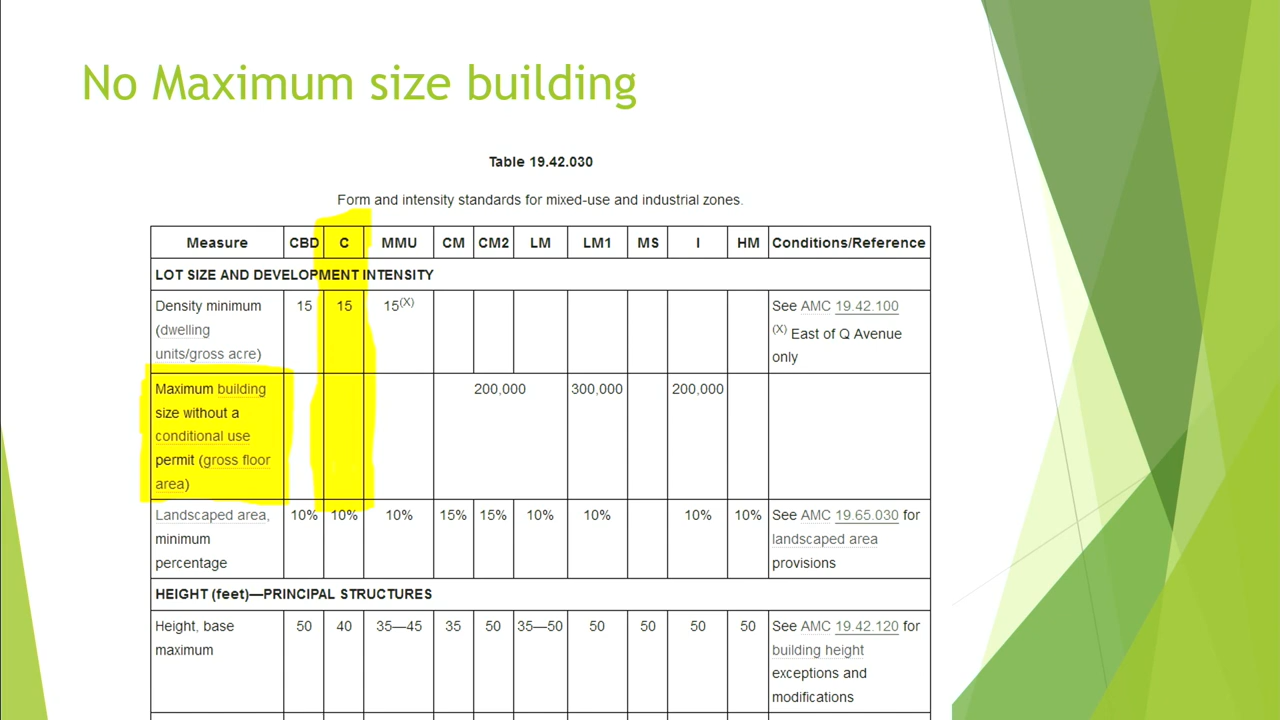 No Maximum size building
Table 19.42.030
Form and intensity standards for mixed-use and industrial zones.
Measure CBD C MMU CM CM2 LM LM1 MS I HM Conditions/Reference
LOT SIZE AND DEVELOPMENT INTENSITY
Density minimum 15 15 15(X) See AMC 19.42.100
(dwelling (X) East of Q Avenue
units/gross acre) only
Maximum building 200,000 300,000 200,000
size without a
conditional use
permit (gross floor
area)
Landscaped area, 10% 10% 10% 15% 15% 10% 10% 10% 10% See AMC 19.65.030 for
minimum landscaped area
percentage provisions
HEIGHT (feet)—PRINCIPAL STRUCTURES
Height, base 50 40 35—45 35 50 35—50 50 50 50 50 See AMC 19.42.120 for
maximum building height
exceptions and
modifications